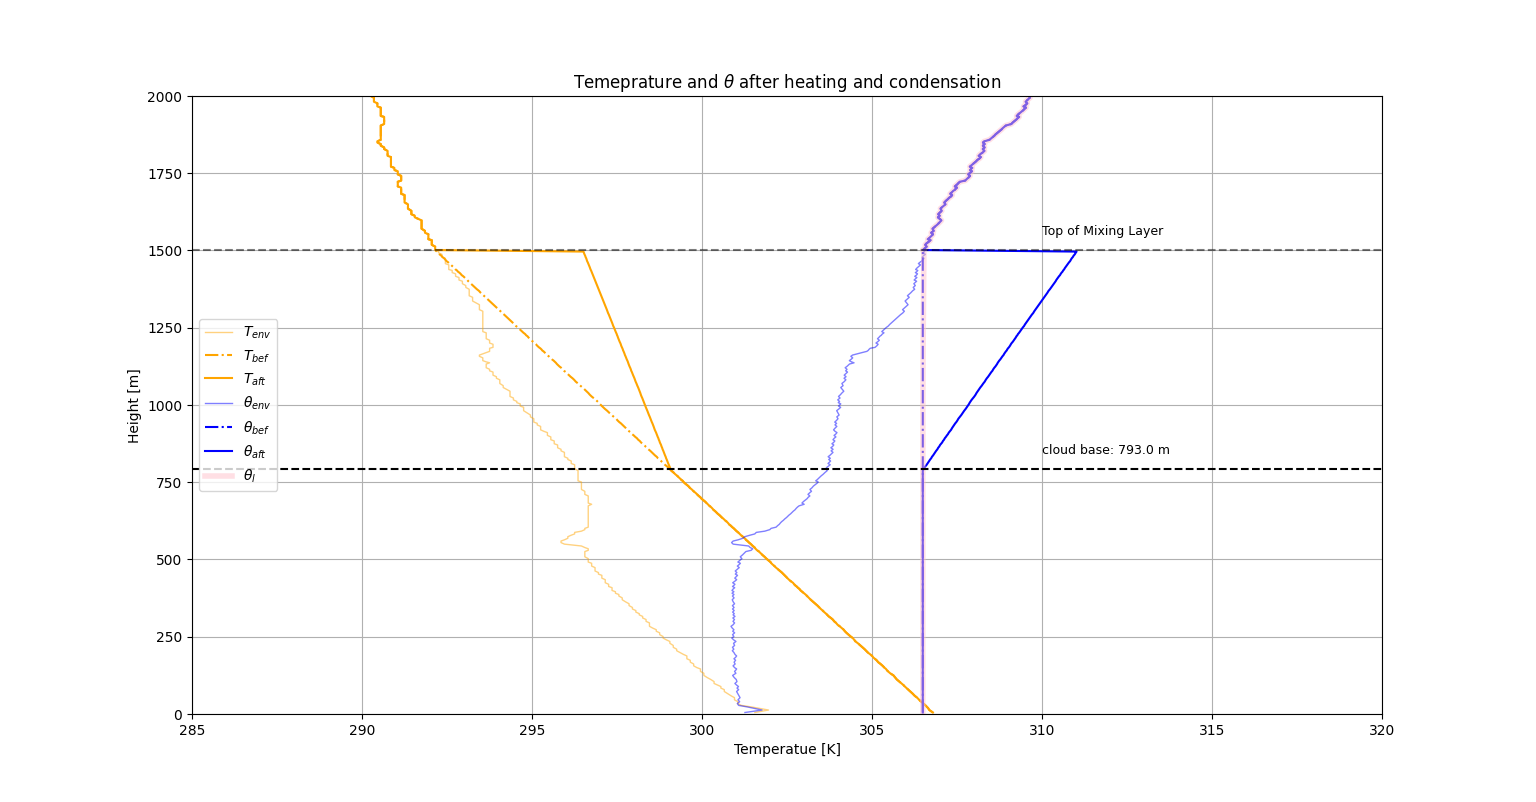 Temeprature and θ after heating and condensation
2000
1750
1500
1250
1000
750
500
250
0
Height [m]
Top of Mixing Layer
cloud base: 793.0 m
T_env
T_bef
T_aft
θ_env
θ_bef
θ_aft
θ_l
285
290
295
300
305
310
315
320
Temperatue [K]